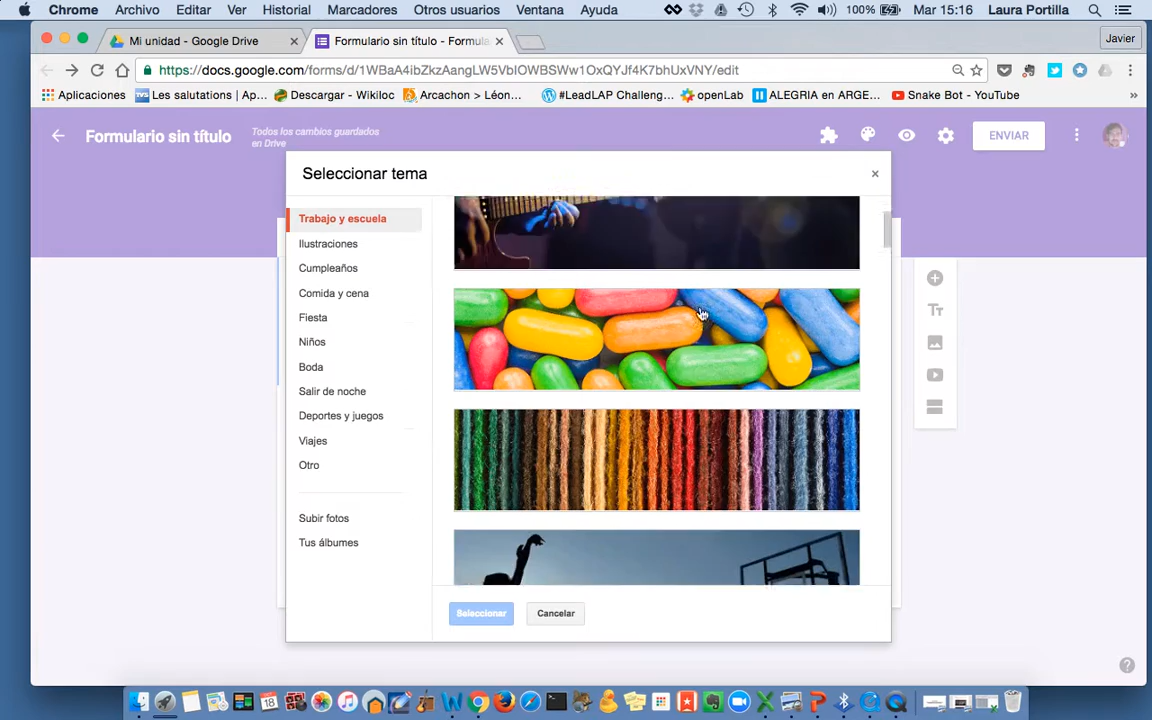 Chrome Archivo Editar Ver Historial Marcadores Otros usuarios Ventana Ayuda 100% Mar 15:16 Laura Portilla
Mi unidad - Google Drive Formulario sin título - Formula Javier
https://docs.google.com/forms/d/1WBaA4ibZkzAangLW5VbIOWBSWw1OxQYJf4K7bhUxVNY/edit
Aplicaciones Les salutations | Ap... Descargar - Wikiloc Arcachon > Léon... #LeadLAP Challeng... openLab ALEGRIA en ARGE... Snake Bot - YouTube »
Formulario sin título Todos los cambios guardados
en Drive
ENVIAR
Seleccionar tema
Trabajo y escuela
Ilustraciones
Cumpleaños
Comida y cena
Fiesta
Niños
Boda
Salir de noche
Deportes y juegos
Viajes
Otro
Subir fotos
Tus álbumes
Seleccionar Cancelar